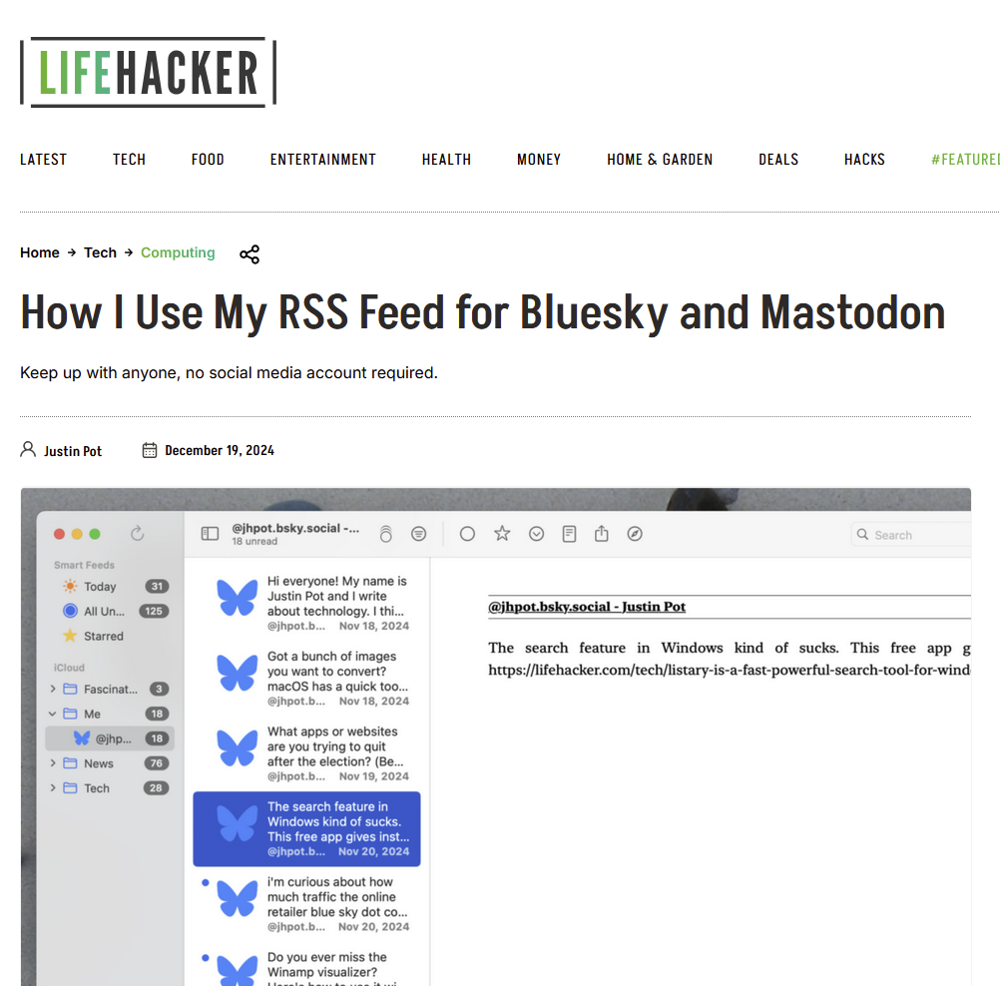 LIFEHACKER
LATEST TECH FOOD ENTERTAINMENT HEALTH MONEY HOME & GARDEN DEALS HACKS #FEATURED
Home → Tech → Computing
How I Use My RSS Feed for Bluesky and Mastodon
Keep up with anyone, no social media account required.
Justin Pot December 19, 2024
@jhpot.bsky.social -...
18 unread
Search
Smart Feeds
Today 31
All Un... 125
Starred
iCloud
Fascinat... 3
Me 18
@jhp... 18
News 76
Tech 28
Hi everyone! My name is
Justin Pot and I write
about technology. I thi...
@jhpot.b... Nov 18, 2024
Got a bunch of images
you want to convert?
macOS has a quick too...
@jhpot.b... Nov 18, 2024
What apps or websites
are you trying to quit
after the election? (Be...
@jhpot.b... Nov 19, 2024
The search feature in
Windows kind of sucks.
This free app gives inst...
@jhpot.b... Nov 20, 2024
i'm curious about how
much traffic the online
retailer blue sky dot co...
@jhpot.b... Nov 20, 2024
Do you ever miss the
Winamp visualizer?
Here's how to use it wi
@jhpot.bsky.social - Justin Pot
The search feature in Windows kind of sucks. This free app g
https://lifehacker.com/tech/listary-is-a-fast-powerful-search-tool-for-wind